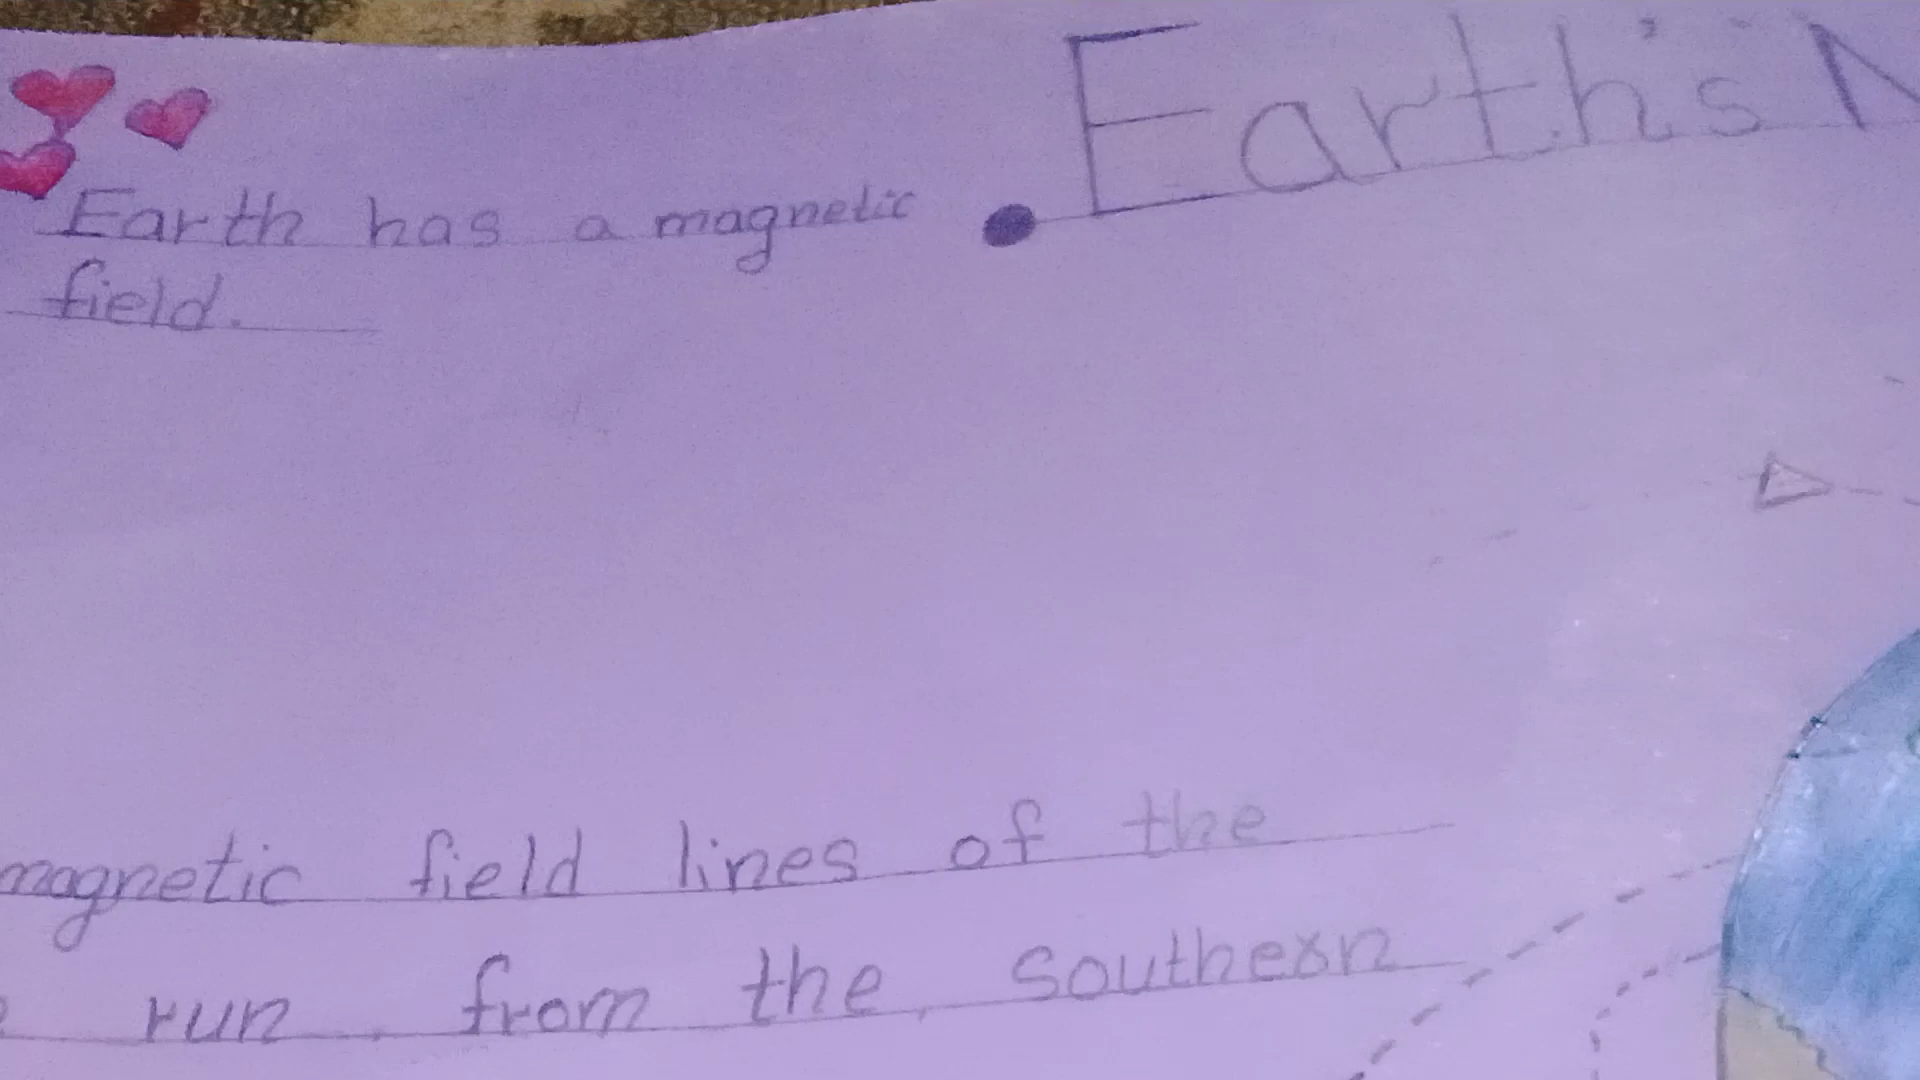 Earth's
Earth has a magnetic
field.
magnetic field lines of the
run from the southern